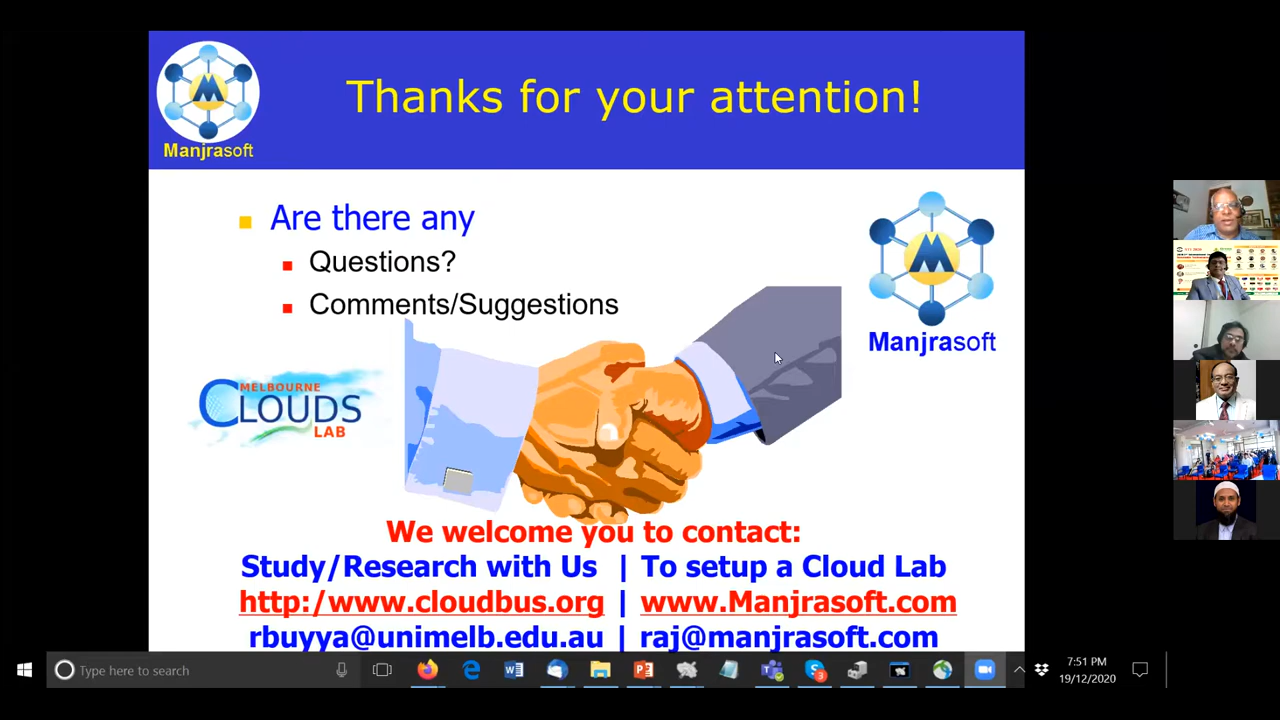 Thanks for your attention!
Manjrasoft
Are there any
Questions?
Comments/Suggestions
Manjrasoft
MELBOURNE
CLOUDS
LAB
We welcome you to contact:
Study/Research with Us | To setup a Cloud Lab
http:/www.cloudbus.org | www.Manjrasoft.com
rbuyya@unimelb.edu.au | raj@manjrasoft.com
Type here to search
7:51 PM
19/12/2020